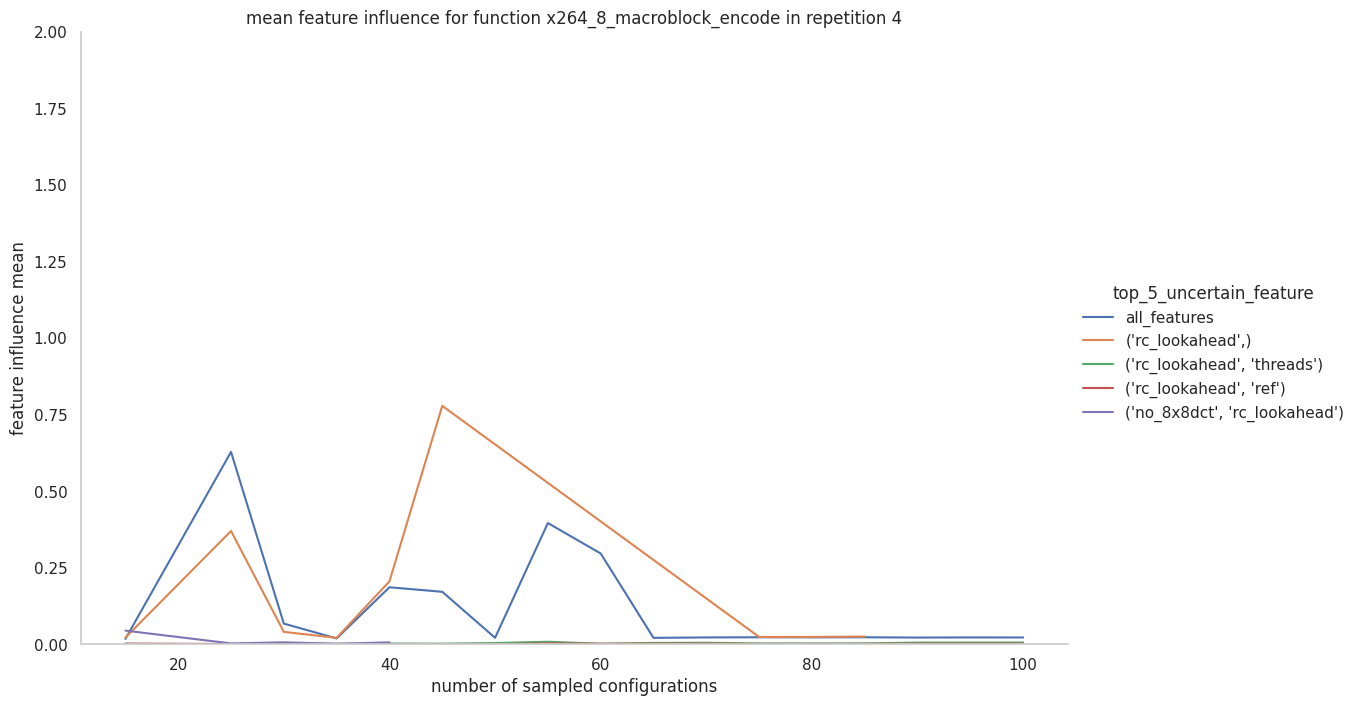 mean feature influence for function x264_8_macroblock_encode in repetition 4
2.00
1.75
1.50
1.25
1.00
0.75
0.50
0.25
0.00
feature influence mean
20
40
60
80
100
number of sampled configurations
top_5_uncertain_feature
all_features
('rc_lookahead',)
('rc_lookahead', 'threads')
('rc_lookahead', 'ref')
('no_8x8dct', 'rc_lookahead')